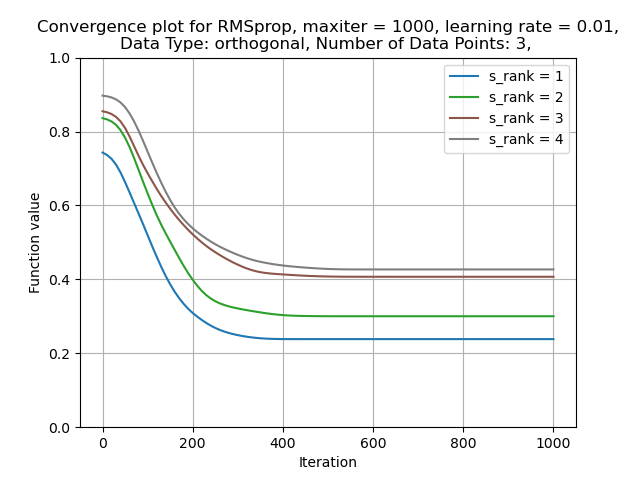 Convergence plot for RMSprop, maxiter = 1000, learning rate = 0.01,
Data Type: orthogonal, Number of Data Points: 3,
1.0
s_rank = 1
s_rank = 2
s_rank = 3
s_rank = 4
0.8
0.6
Function value
0.4
0.2
0.0
0 200 400 600 800 1000
Iteration